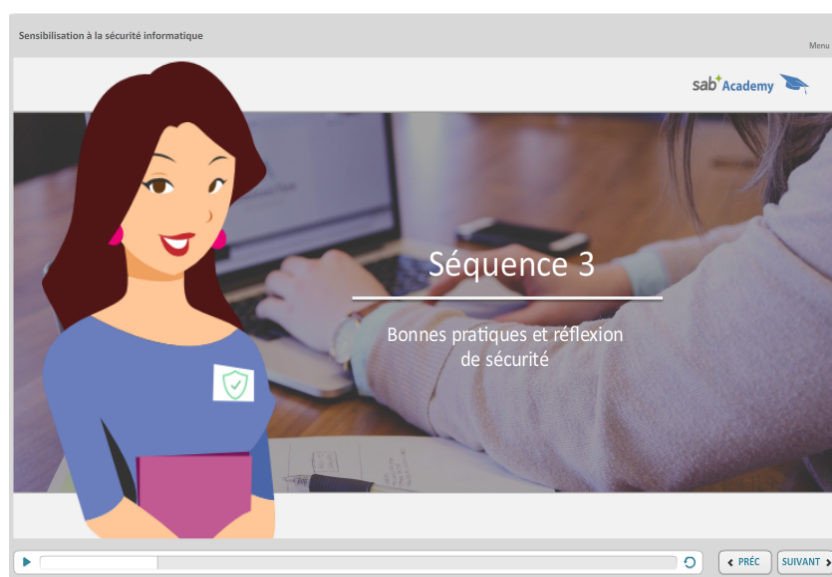 Sensibilisation à la sécurité informatique
Menu
sab+Academy
Séquence 3
Bonnes pratiques et réflexion
de sécurité
PRÉC
SUIVANT